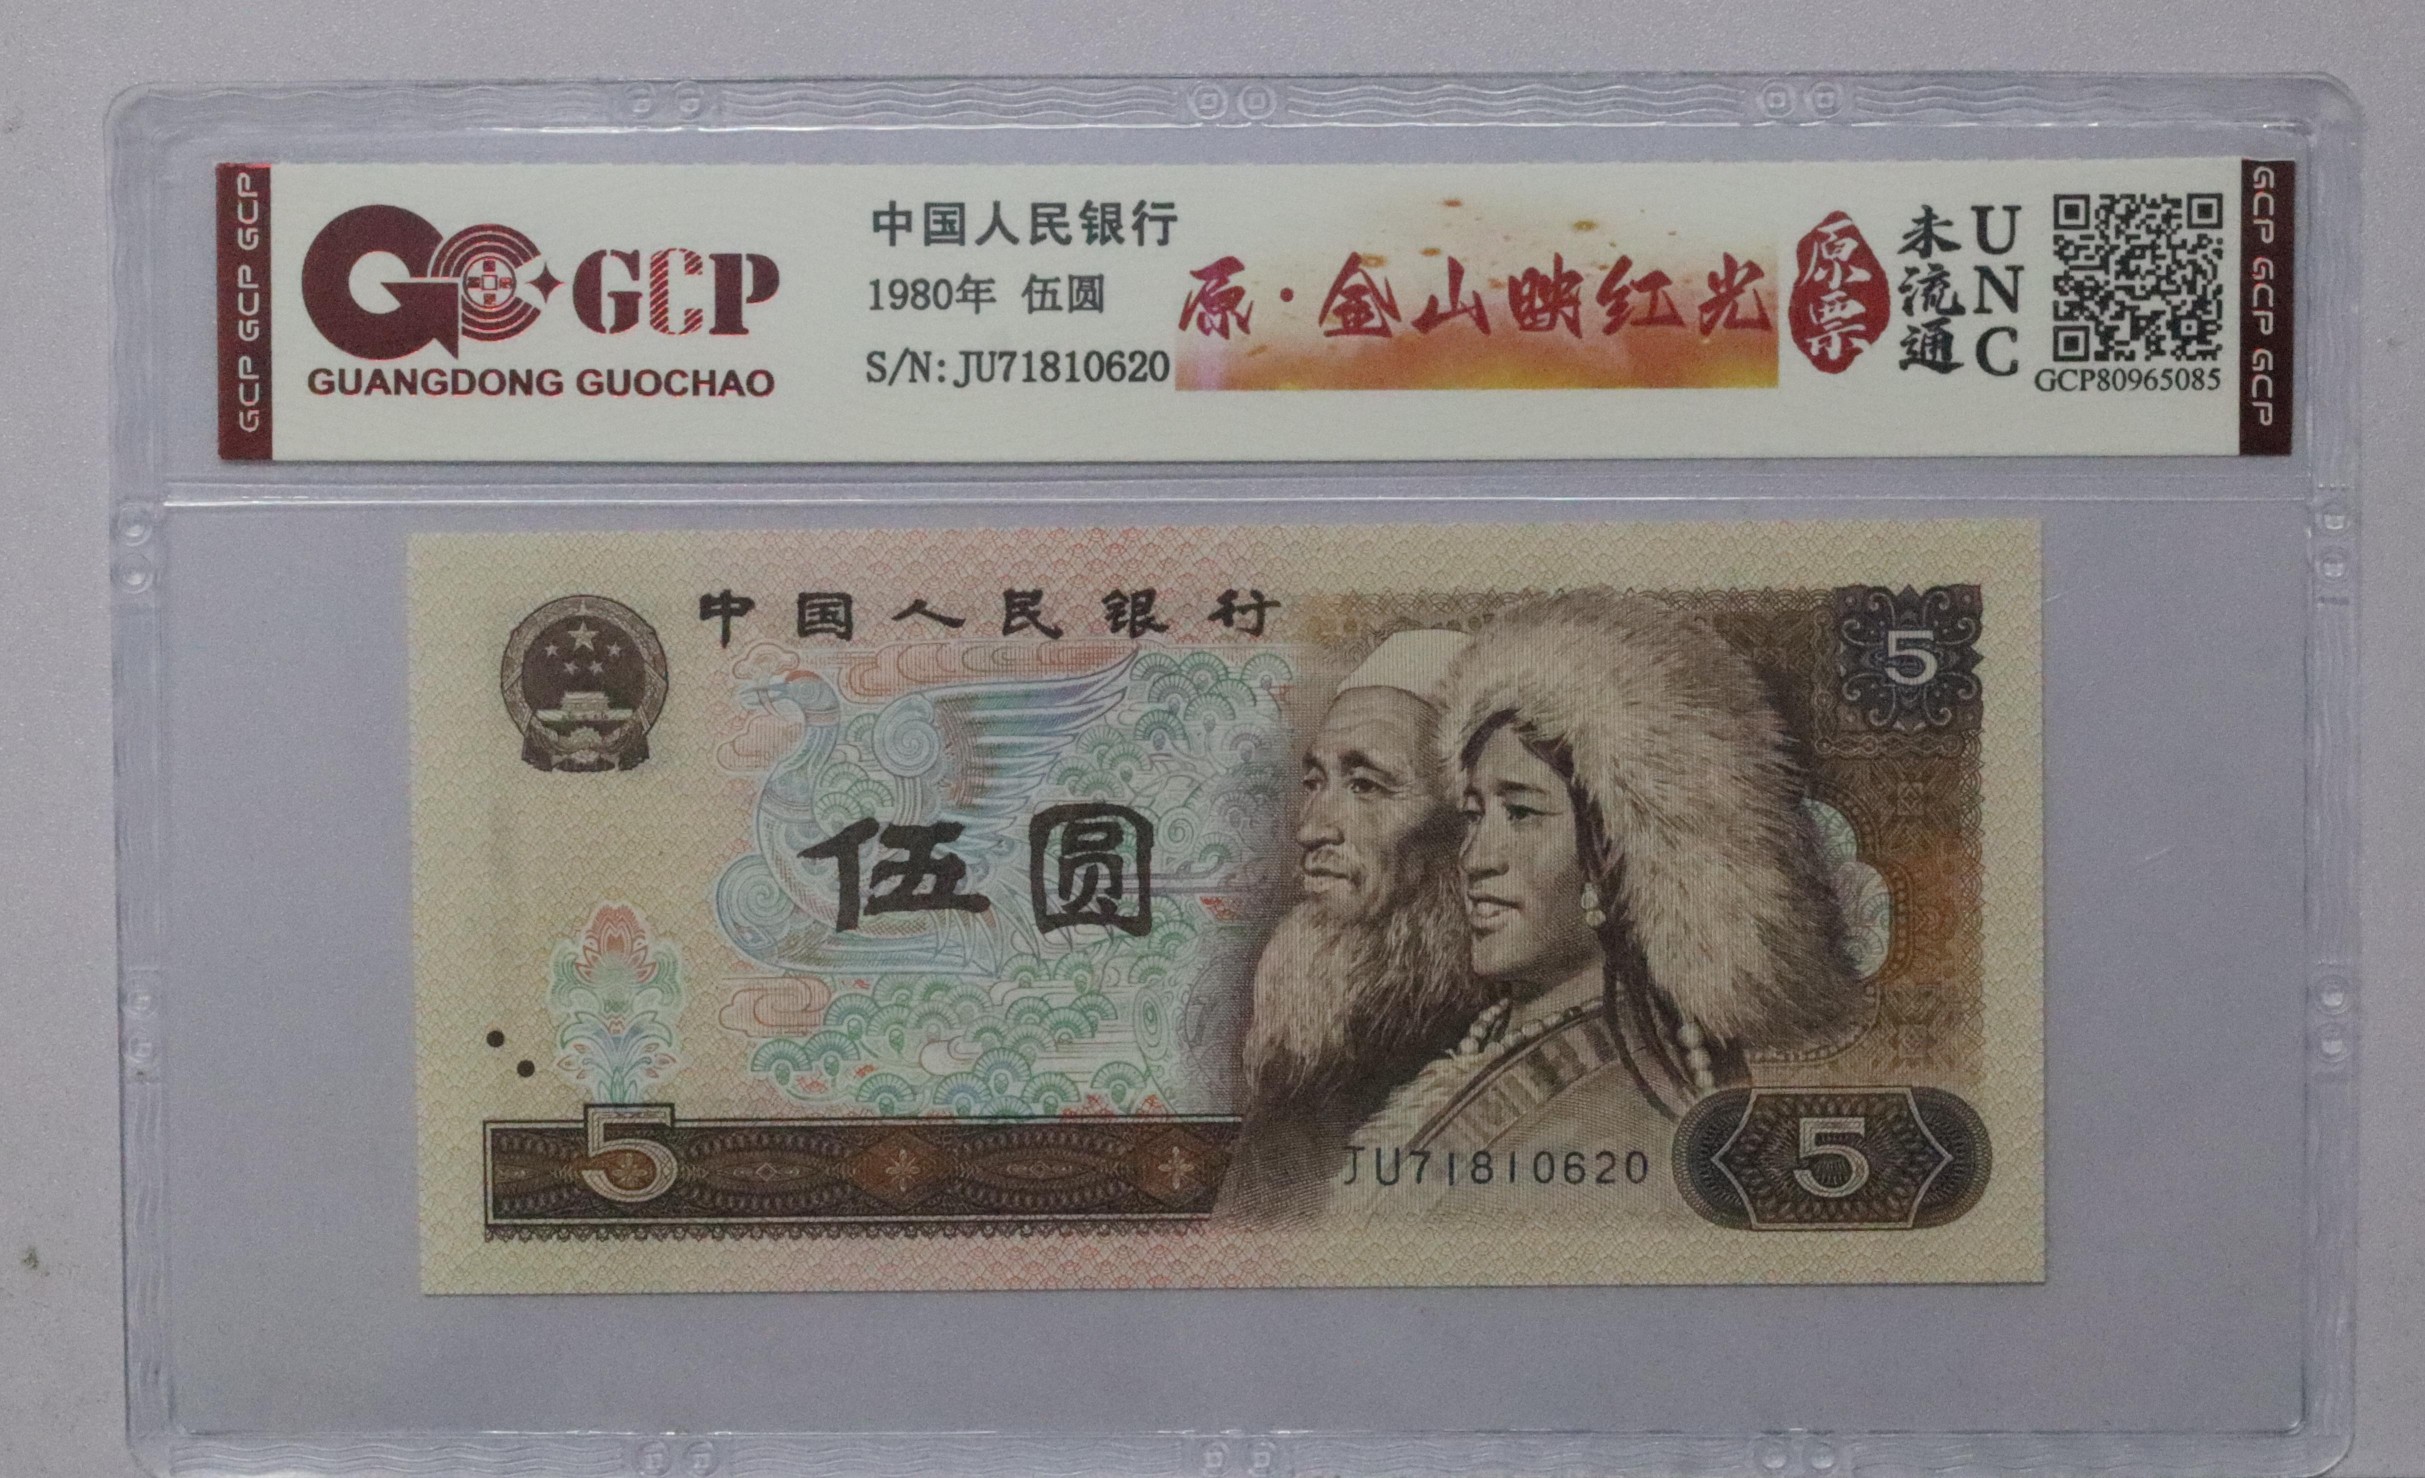 GCP GCP GCP
GCP
GUANGDONG GUOCHAO
中国人民银行
1980年 伍圆
S/N: JU71810620
原·金山映红光
原票
未流通
UNC
GCP80965085
GCP GCP GCP
中国人民银行
5
伍圆
5
JU71810620
5